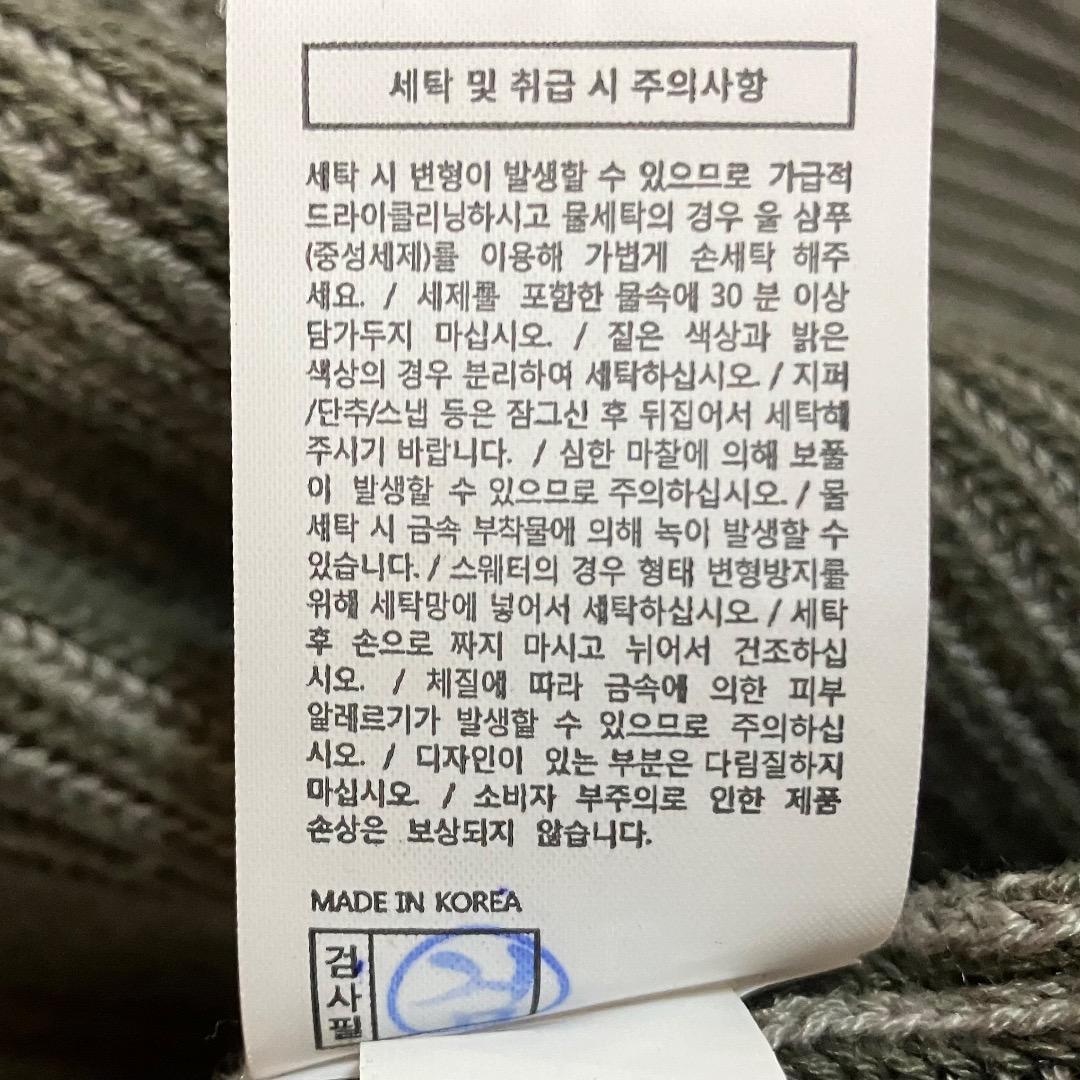 세탁 및 취급 시 주의사항
세탁 시 변형이 발생할 수 있으므로 가급적
드라이클리닝하시고 물세탁의 경우 울 샴푸
(중성세제)를 이용해 가볍게 손세탁 해주
세요. / 세제를 포함한 물속에 30 분 이상
담가두지 마십시오. / 짙은 색상과 밝은
색상의 경우 분리하여 세탁하십시오. / 지퍼
/단추/스냅 등은 잠그신 후 뒤집어서 세탁해
주시기 바랍니다. / 심한 마찰에 의해 보풀
이 발생할 수 있으므로 주의하십시오. / 물
세탁 시 금속 부착물에 의해 녹이 발생할 수
있습니다. / 스웨터의 경우 형태 변형방지를
위해 세탁망에 넣어서 세탁하십시오. / 세탁
후 손으로 짜지 마시고 뉘어서 건조하십
시오. / 체질에 따라 금속에 의한 피부
알레르기가 발생할 수 있으므로 주의하십
시오. / 디자인이 있는 부분은 다림질하지
마십시오. / 소비자 부주의로 인한 제품
손상은 보상되지 않습니다.
MADE IN KOREA
검사필